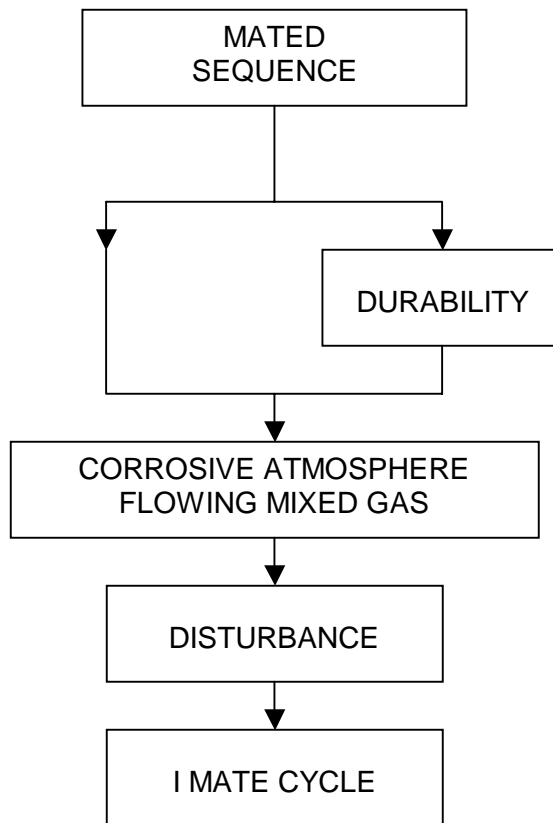 MATED
SEQUENCE
DURABILITY
CORROSIVE ATMOSPHERE
FLOWING MIXED GAS
DISTURBANCE
I MATE CYCLE